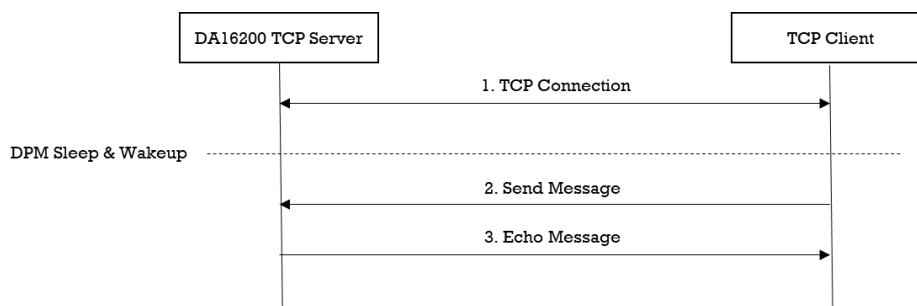 DA16200 TCP Server
TCP Client
1. TCP Connection
DPM Sleep & Wakeup
2. Send Message
3. Echo Message